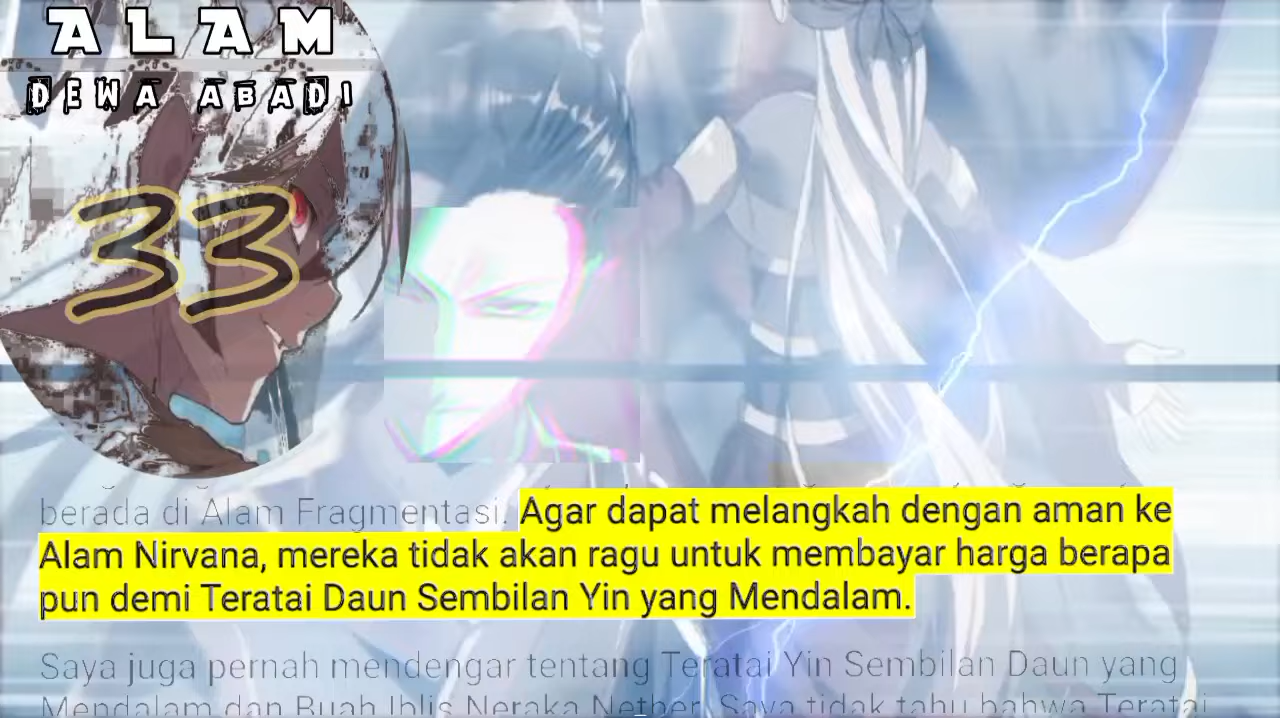 ALAM
DEWA ABADI
33
berada di Alam Fragmentasi. Agar dapat melangkah dengan aman ke
Alam Nirvana, mereka tidak akan ragu untuk membayar harga berapa
pun demi Teratai Daun Sembilan Yin yang Mendalam.
Saya juga pernah mendengar tentang Teratai Yin Sembilan Daun yang
Mendalam dan Buah Iblis Neraka Nether. Saya tidak tahu bahwa Teratai